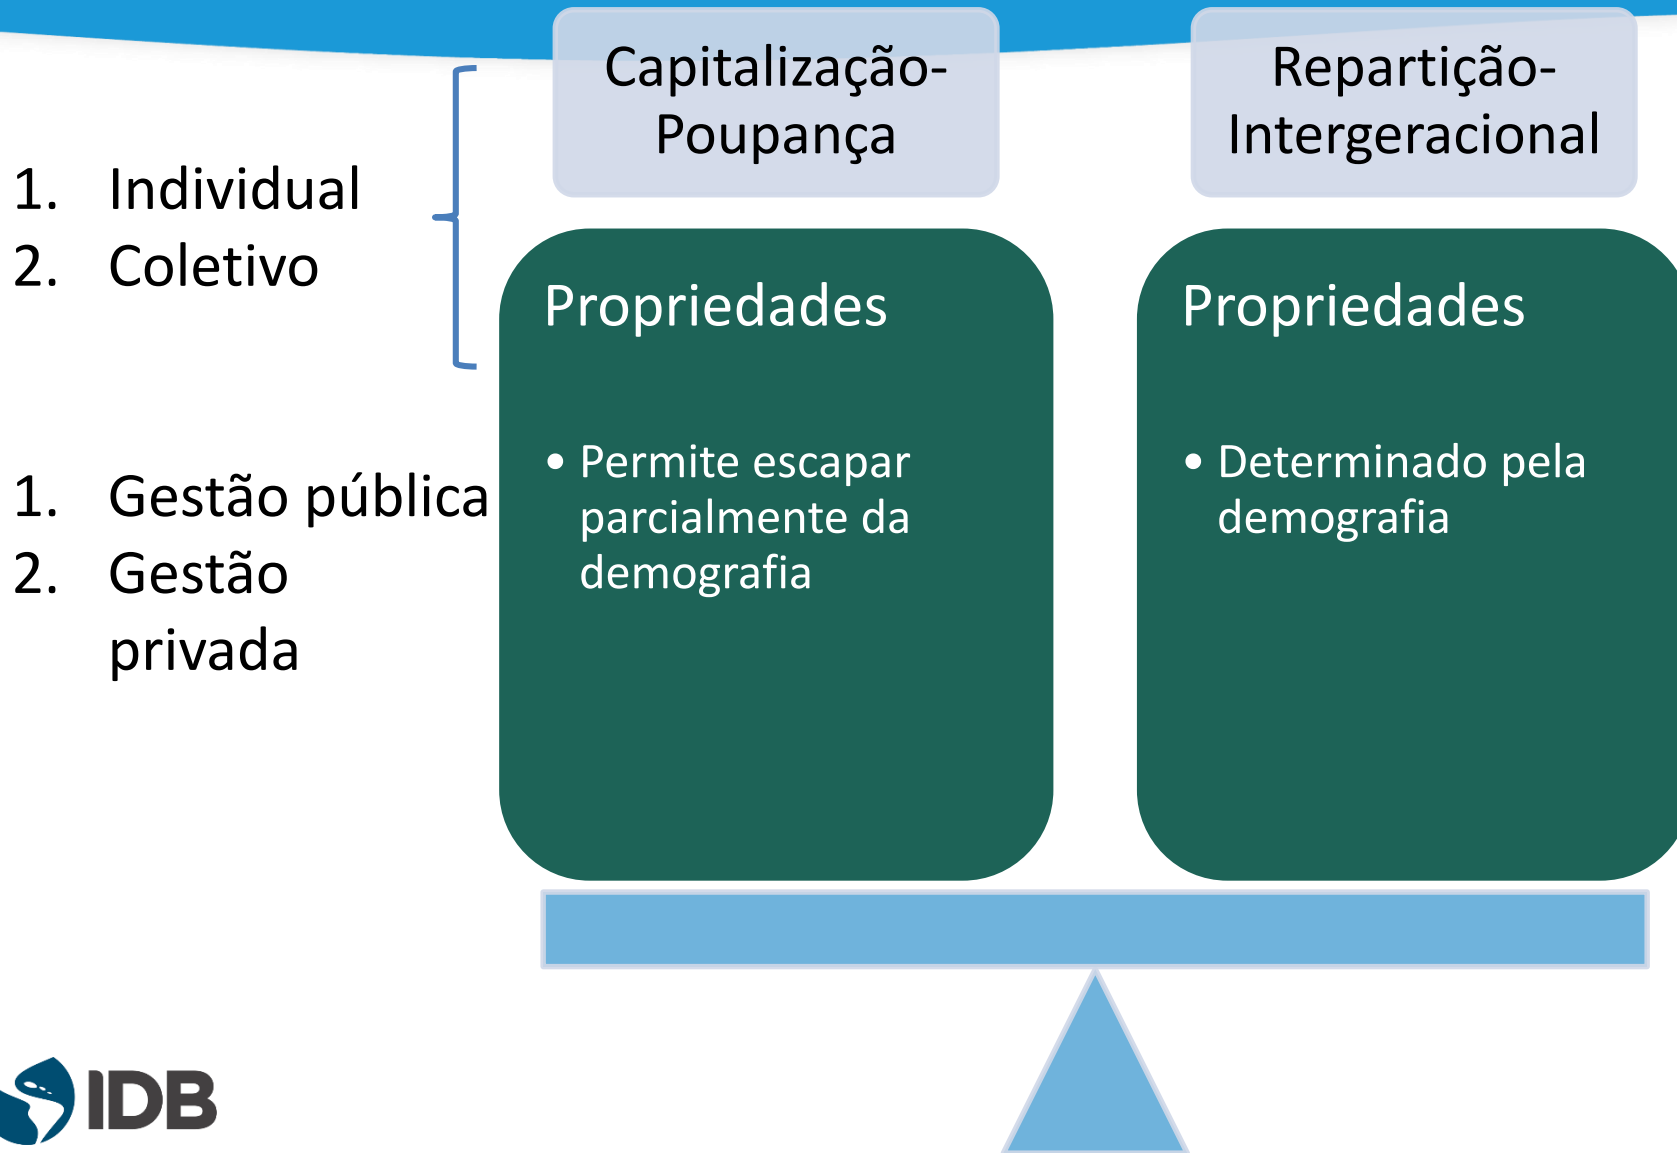 Capitalização-
Poupança
Repartição-
Intergeracional
1. Individual
2. Coletivo
1. Gestão pública
2. Gestão
privada
Propriedades
• Permite escapar
parcialmente da
demografia
Propriedades
• Determinado pela
demografia
IDB